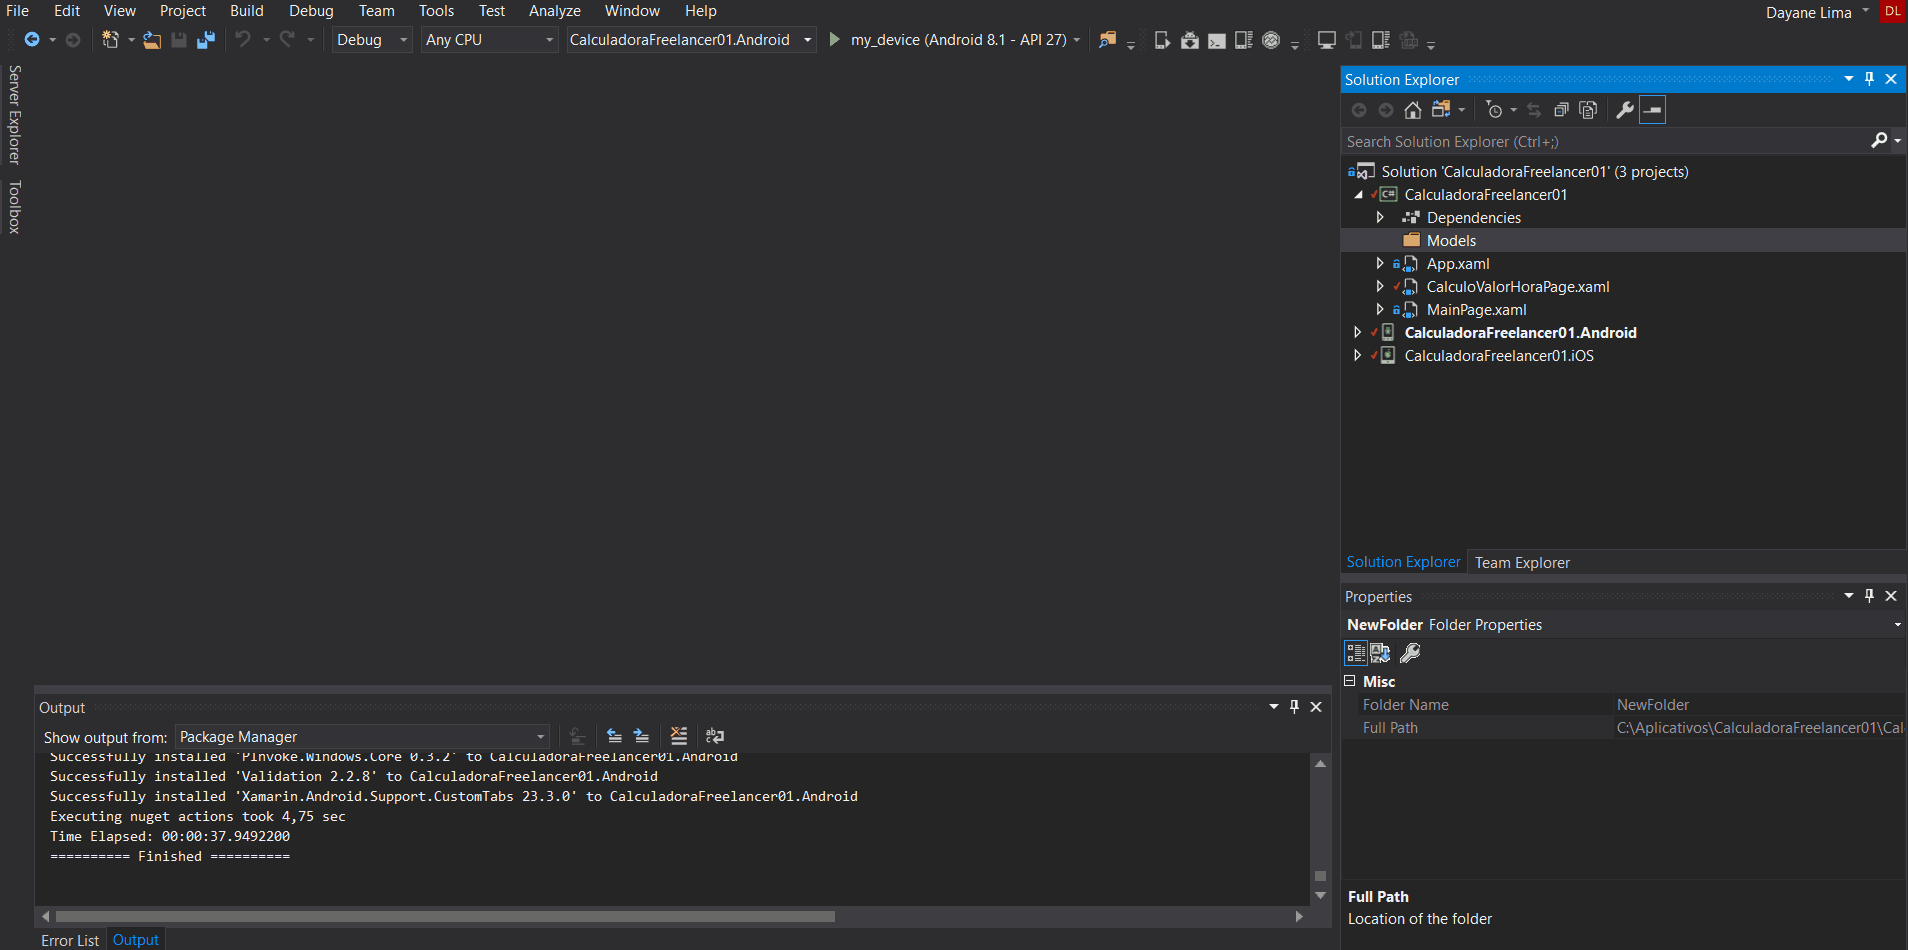 File Edit View Project Build Debug Team Tools Test Analyze Window Help
Dayane Lima DL
Debug Any CPU CalculadoraFreelancer01.Android my_device (Android 8.1 - API 27)
Server Explorer
Toolbox
Solution Explorer
Search Solution Explorer (Ctrl+;)
Solution 'CalculadoraFreelancer01' (3 projects)
C# CalculadoraFreelancer01
Dependencies
Models
App.xaml
CalculoValorHoraPage.xaml
MainPage.xaml
CalculadoraFreelancer01.Android
CalculadoraFreelancer01.iOS
Solution Explorer Team Explorer
Properties
NewFolder Folder Properties
Misc
Folder Name NewFolder
Full Path C:\Aplicativos\CalculadoraFreelancer01\Cal
Full Path
Location of the folder
Output
Show output from: Package Manager
Successfully installed 'PInvoke.Windows.Core 0.3.2' to CalculadoraFreelancer01.Android
Successfully installed 'Validation 2.2.8' to CalculadoraFreelancer01.Android
Successfully installed 'Xamarin.Android.Support.CustomTabs 23.3.0' to CalculadoraFreelancer01.Android
Executing nuget actions took 4,75 sec
Time Elapsed: 00:00:37.9492200
========== Finished ==========
Error List Output